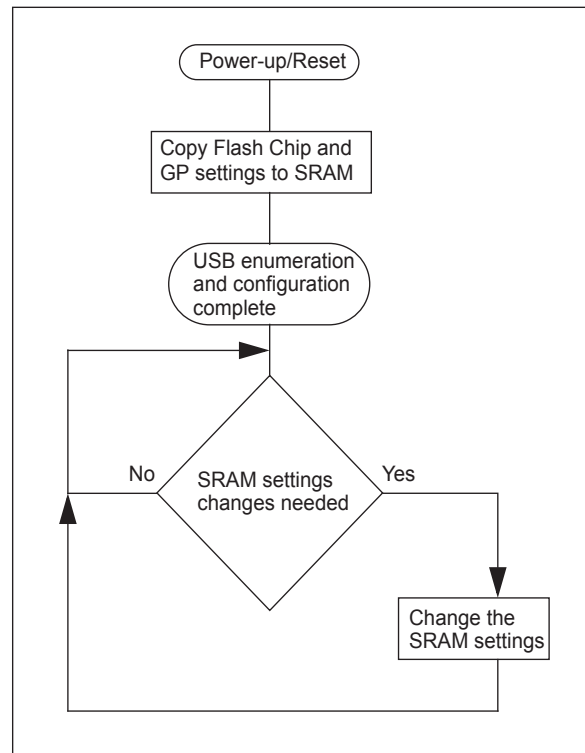 Power-up/Reset
Copy Flash Chip and
GP settings to SRAM
USB enumeration
and configuration
complete
No
SRAM settings
changes needed
Yes
Change the
SRAM settings